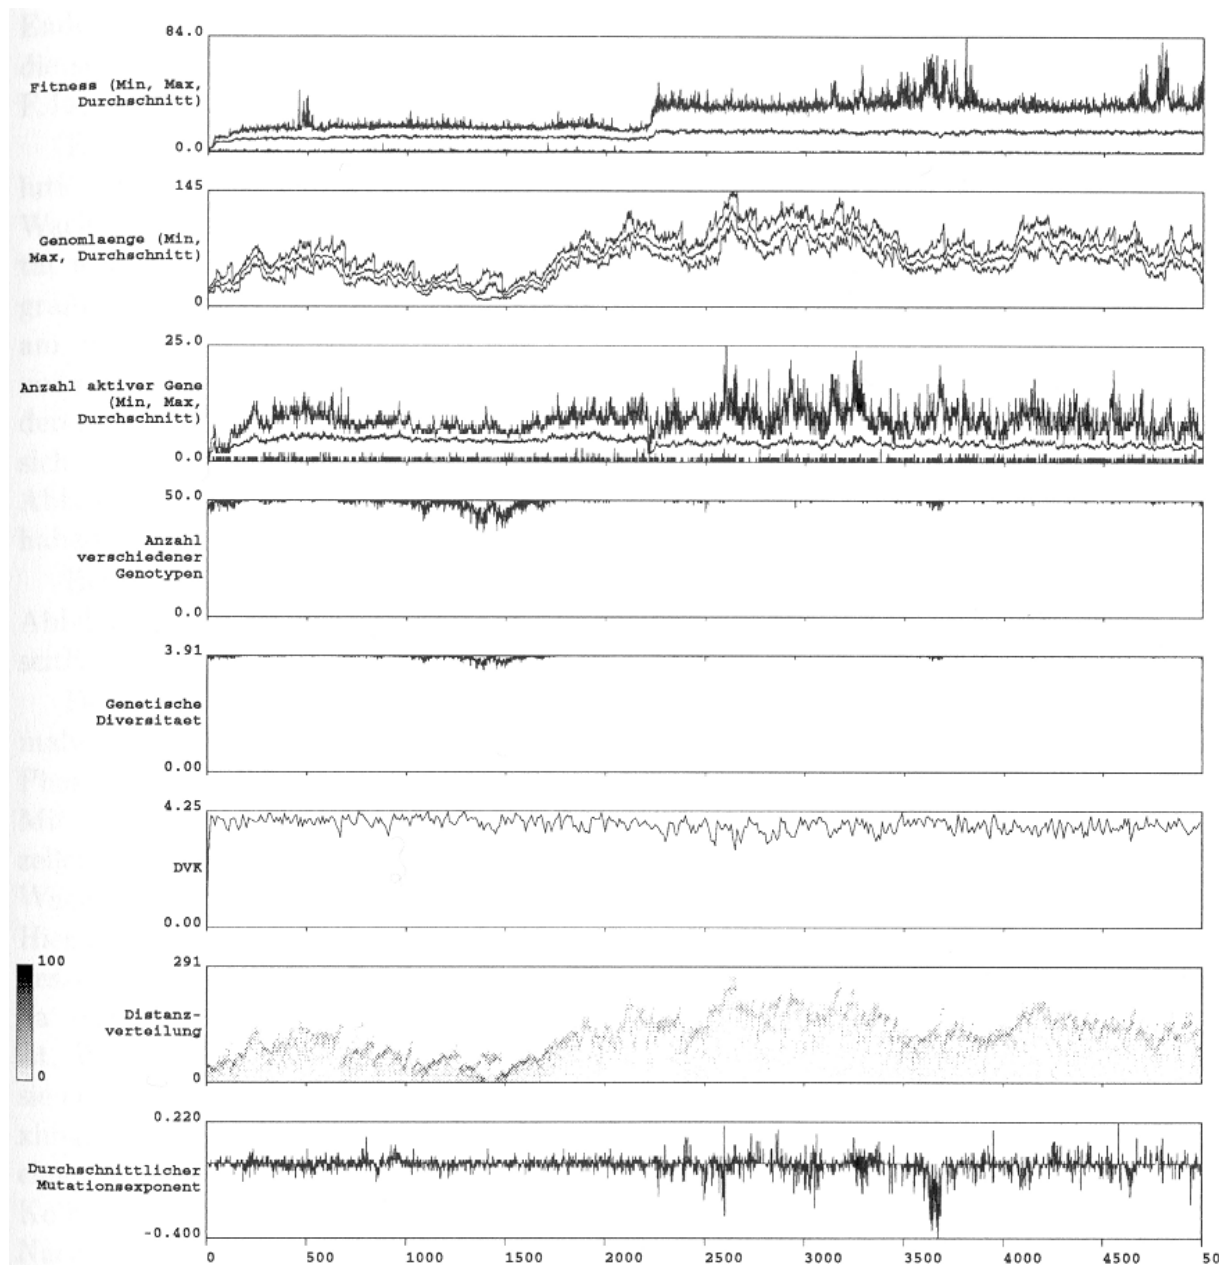 84.0
Fitness (Min, Max,
Durchschnitt)
0.0
145
Genomlaenge (Min,
Max, Durchschnitt)
0
25.0
Anzahl aktiver Gene
(Min, Max,
Durchschnitt)
0.0
50.0
Anzahl
verschiedener
Genotypen
0.0
3.91
Genetische
Diversitaet
0.00
4.25
DVK
0.00
100
0
291
Distanz-
verteilung
0
0.220
Durchschnittlicher
Mutationsexponent
-0.400
0 500 1000 1500 2000 2500 3000 3500 4000 4500 50